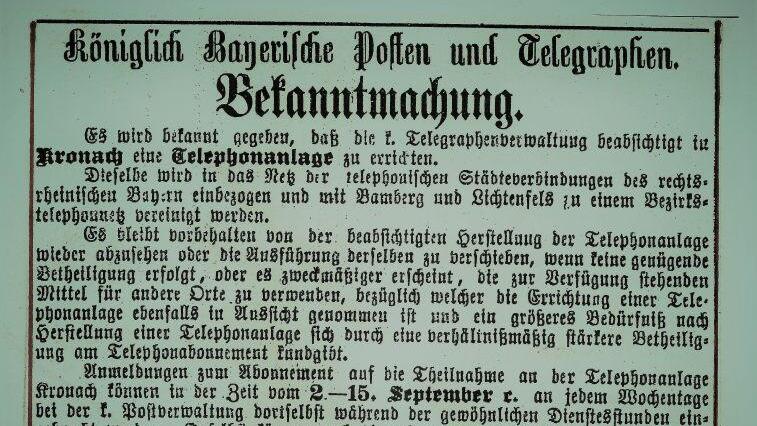 Königlich Bayerische Posten und Telegraphen.
Bekanntmachung.
Es wird bekannt gegeben, daß die k. Telegraphenverwaltung beabsichtigt in
Kronach eine Telephonanlage zu errichten.
Dieselbe wird in das Netz der telephonischen Städteverbindungen des rechts-
rheinischen Bayern einbezogen und mit Bamberg und Lichtenfels zu einem Bezirks-
telephonnetz vereinigt werden.
Es bleibt vorbehalten von der beabsichtigten Herstellung der Telephonanlage
wieder abzusehen oder die Ausführung derselben zu verschieben, wenn keine genügende
Betheiligung erfolgt, oder es zweckmäßiger erscheint, die zur Verfügung stehenden
Mittel für andere Orte zu verwenden, bezüglich welcher die Errichtung einer Tele-
phonanlage ebenfalls in Aussicht genommen ist und ein größeres Bedürfniß nach
Herstellung einer Telephonanlage sich durch eine verhältnißmäßig stärkere Betheilig-
ung am Telephonabonnement kundgibt.
Anmeldungen zum Abonnement auf die Theilnahme an der Telephonanlage
Kronach können in der Zeit vom 2.—15. September c. an jedem Wochentage
bei der k. Postverwaltung dortselbst während der gewöhnlichen Dienstesstunden ein-